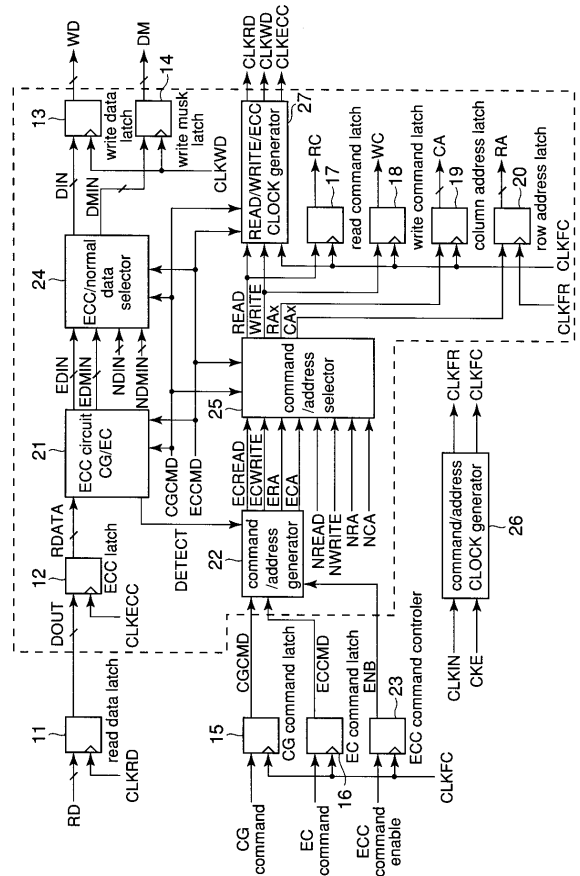 RD
CLKRD
11
read data latch
DOUT
CLKECC
12
ECC latch
RDATA
21
ECC circuit
CG/EC
EDIN
EDMIN
NDIN
NDMIN
24
ECC/normal
data
selector
DIN
DMIN
13
write data
latch
WD
14
write musk
latch
DM
CLKWD
DETECT
CGCMD
ECCMD
CG
command
15
CG command latch
CGCMD
EC
command
16
EC command latch
ECCMD
ECC
command
enable
23
ECC command controler
ENB
CLKFC
22
command
/address
generator
ECREAD
ECWRITE
ERA
ECA
NREAD
NWRITE
NRA
NCA
25
command
/address
selector
READ
WRITE
RAx
CAx
READ/WRITE/ECC
CLOCK generator
27
CLKRD
CLKWD
CLKECC
17
read command latch
RC
18
write command latch
WC
19
column address latch
CA
20
row address latch
RA
CLKFR
CLKFC
CLKIN
CKE
command/address
CLOCK generator
26
CLKFR
CLKFC